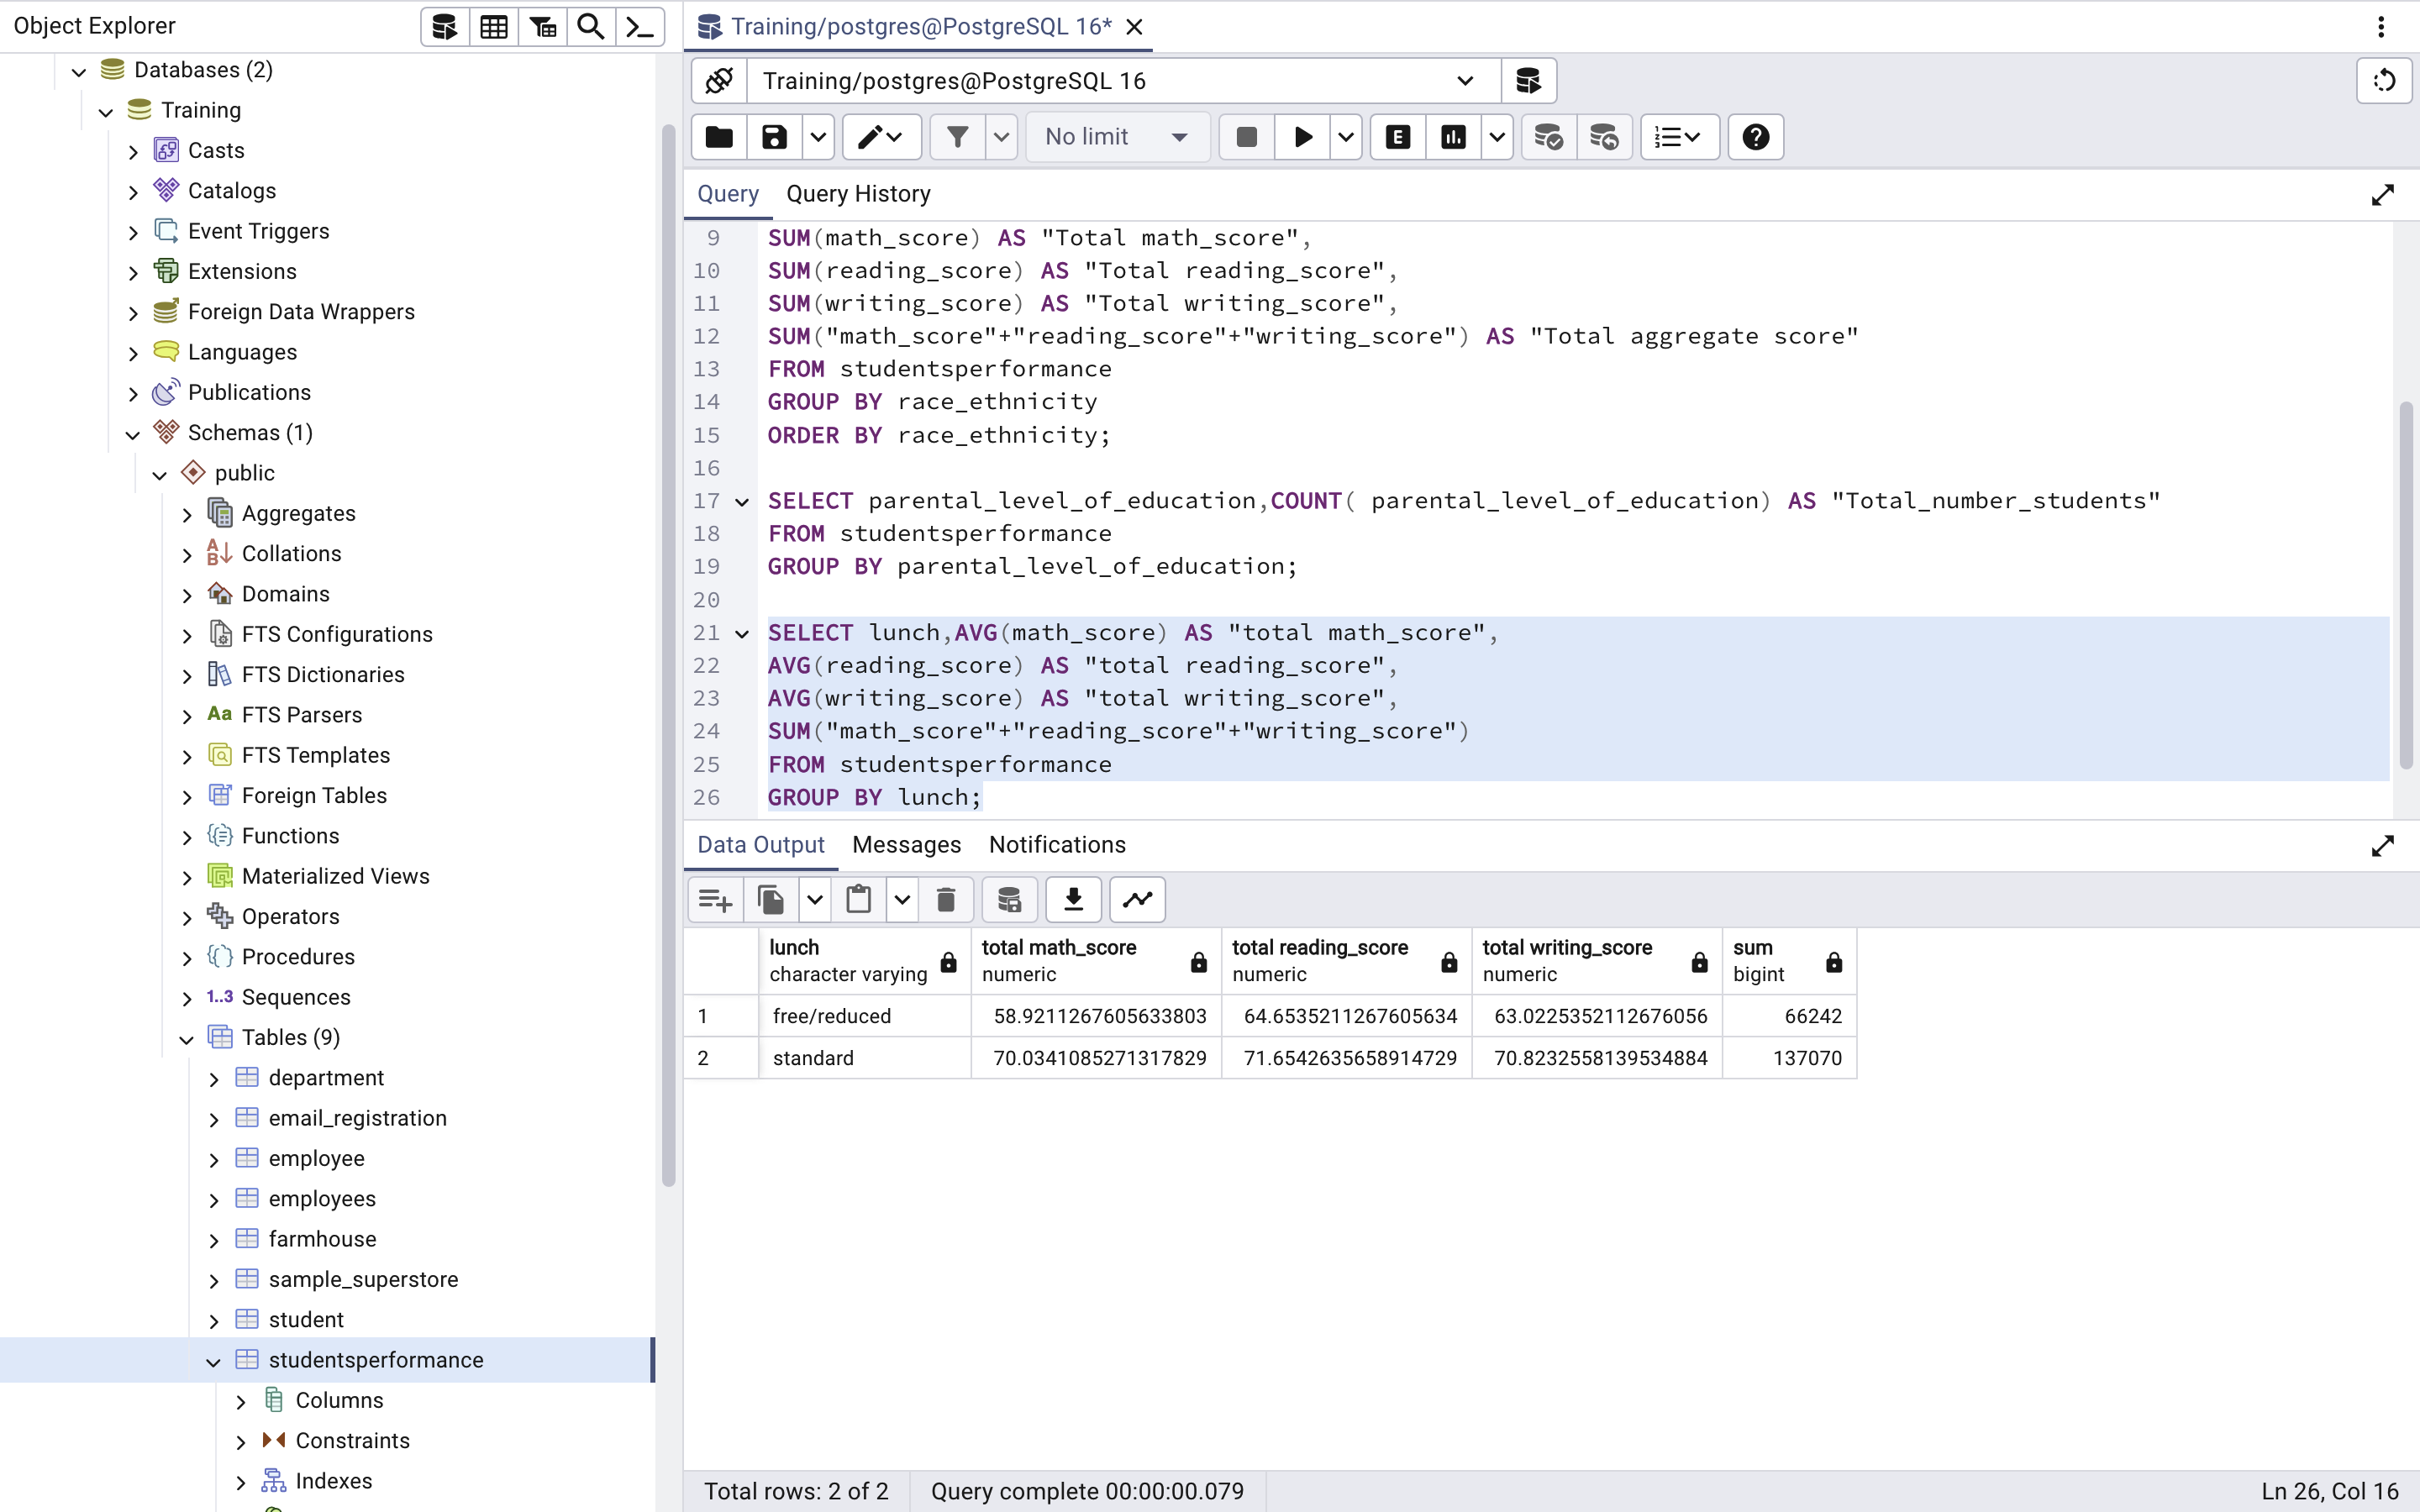 Object Explorer
Databases (2)
Training
Casts
Catalogs
Event Triggers
Extensions
Foreign Data Wrappers
Languages
Publications
Schemas (1)
public
Aggregates
Collations
Domains
FTS Configurations
FTS Dictionaries
Aa FTS Parsers
FTS Templates
Foreign Tables
Functions
Materialized Views
Operators
Procedures
1..3 Sequences
Tables (9)
department
email_registration
employee
employees
farmhouse
sample_superstore
student
studentsperformance
Columns
Constraints
Indexes
Training/postgres@PostgreSQL 16*
Training/postgres@PostgreSQL 16
No limit
E
Query Query History
9 SUM(math_score) AS "Total math_score",
10 SUM(reading_score) AS "Total reading_score",
11 SUM(writing_score) AS "Total writing_score",
12 SUM("math_score"+"reading_score"+"writing_score") AS "Total aggregate score"
13 FROM studentsperformance
14 GROUP BY race_ethnicity
15 ORDER BY race_ethnicity;
16
17 SELECT parental_level_of_education,COUNT( parental_level_of_education) AS "Total_number_students"
18 FROM studentsperformance
19 GROUP BY parental_level_of_education;
20
21 SELECT lunch,AVG(math_score) AS "total math_score",
22 AVG(reading_score) AS "total reading_score",
23 AVG(writing_score) AS "total writing_score",
24 SUM("math_score"+"reading_score"+"writing_score")
25 FROM studentsperformance
26 GROUP BY lunch;
Data Output Messages Notifications
lunch total math_score total reading_score total writing_score sum
character varying numeric numeric numeric bigint
1 free/reduced 58.9211267605633803 64.6535211267605634 63.0225352112676056 66242
2 standard 70.0341085271317829 71.6542635658914729 70.8232558139534884 137070
Total rows: 2 of 2 Query complete 00:00:00.079 Ln 26, Col 16